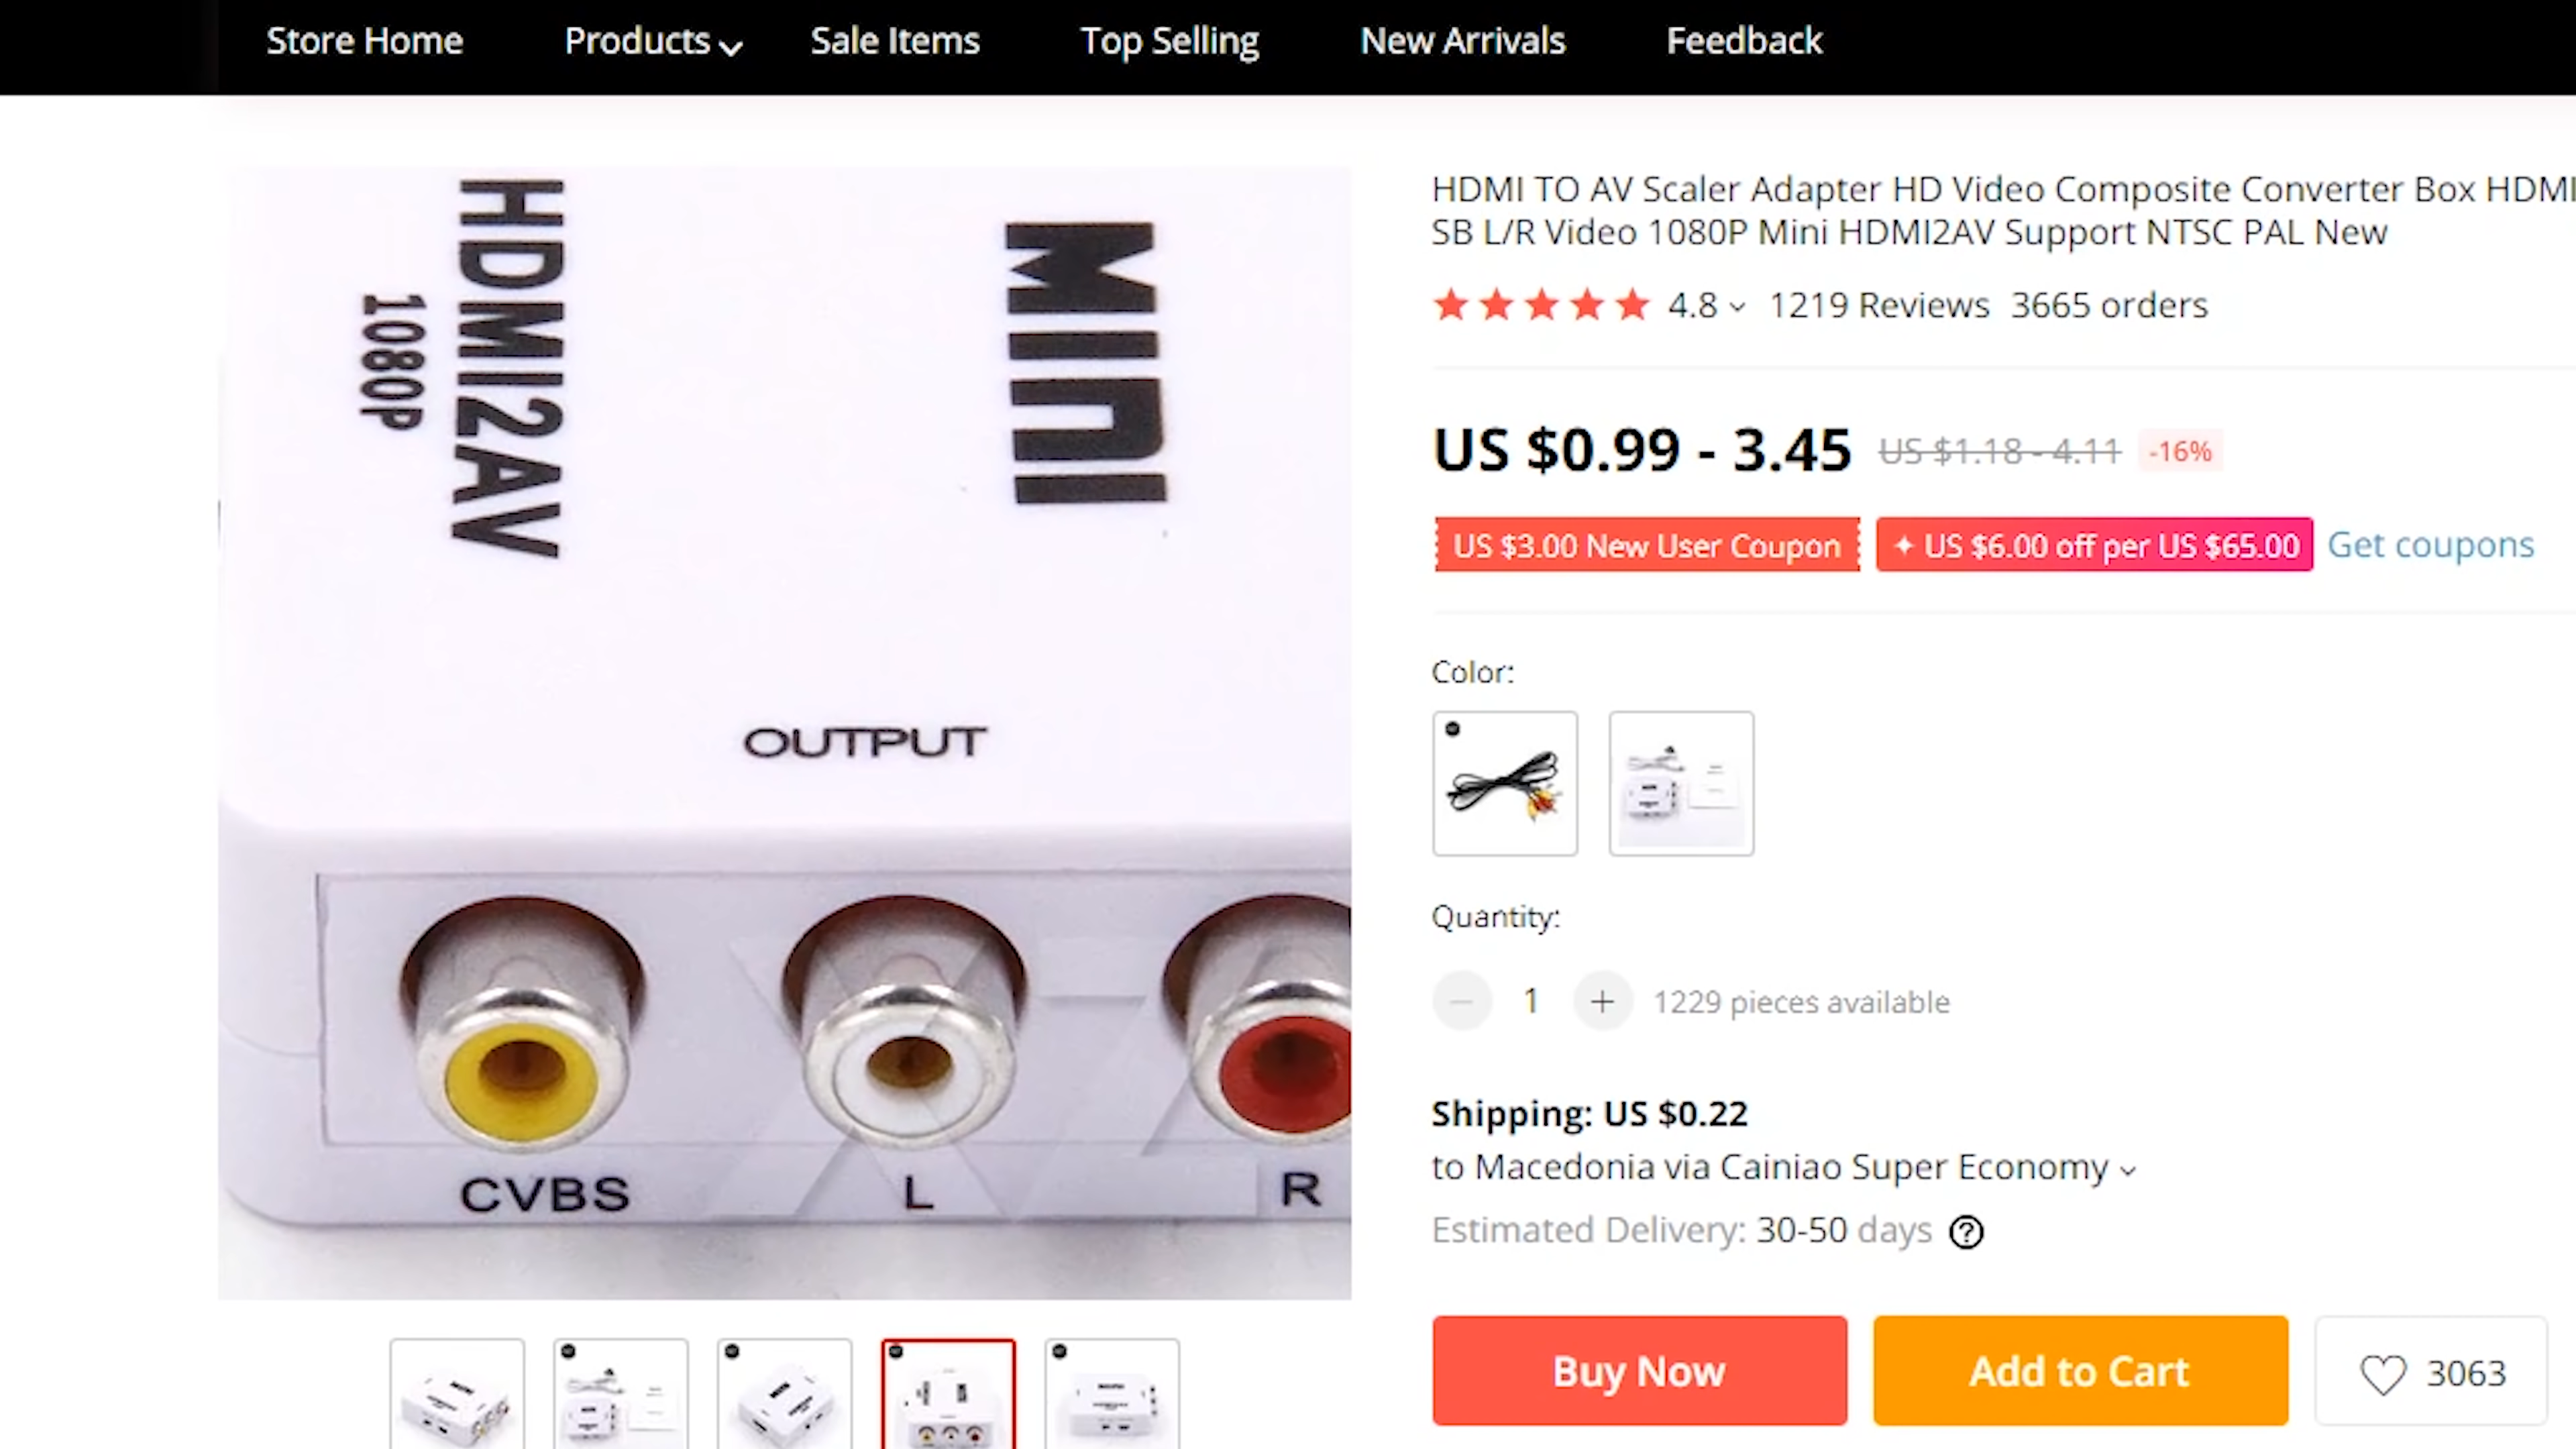 Store Home Products Sale Items Top Selling New Arrivals Feedback
HDMI2AV
1080P
MINI
OUTPUT
CVBS L R
HDMI TO AV Scaler Adapter HD Video Composite Converter Box HDMI
SB L/R Video 1080P Mini HDMI2AV Support NTSC PAL New
4.8 1219 Reviews 3665 orders
US $0.99 - 3.45 US $1.18 - 4.11 -16%
US $3.00 New User Coupon US $6.00 off per US $65.00 Get coupons
Color:
Quantity:
1 1229 pieces available
Shipping: US $0.22
to Macedonia via Cainiao Super Economy
Estimated Delivery: 30-50 days
Buy Now Add to Cart 3063